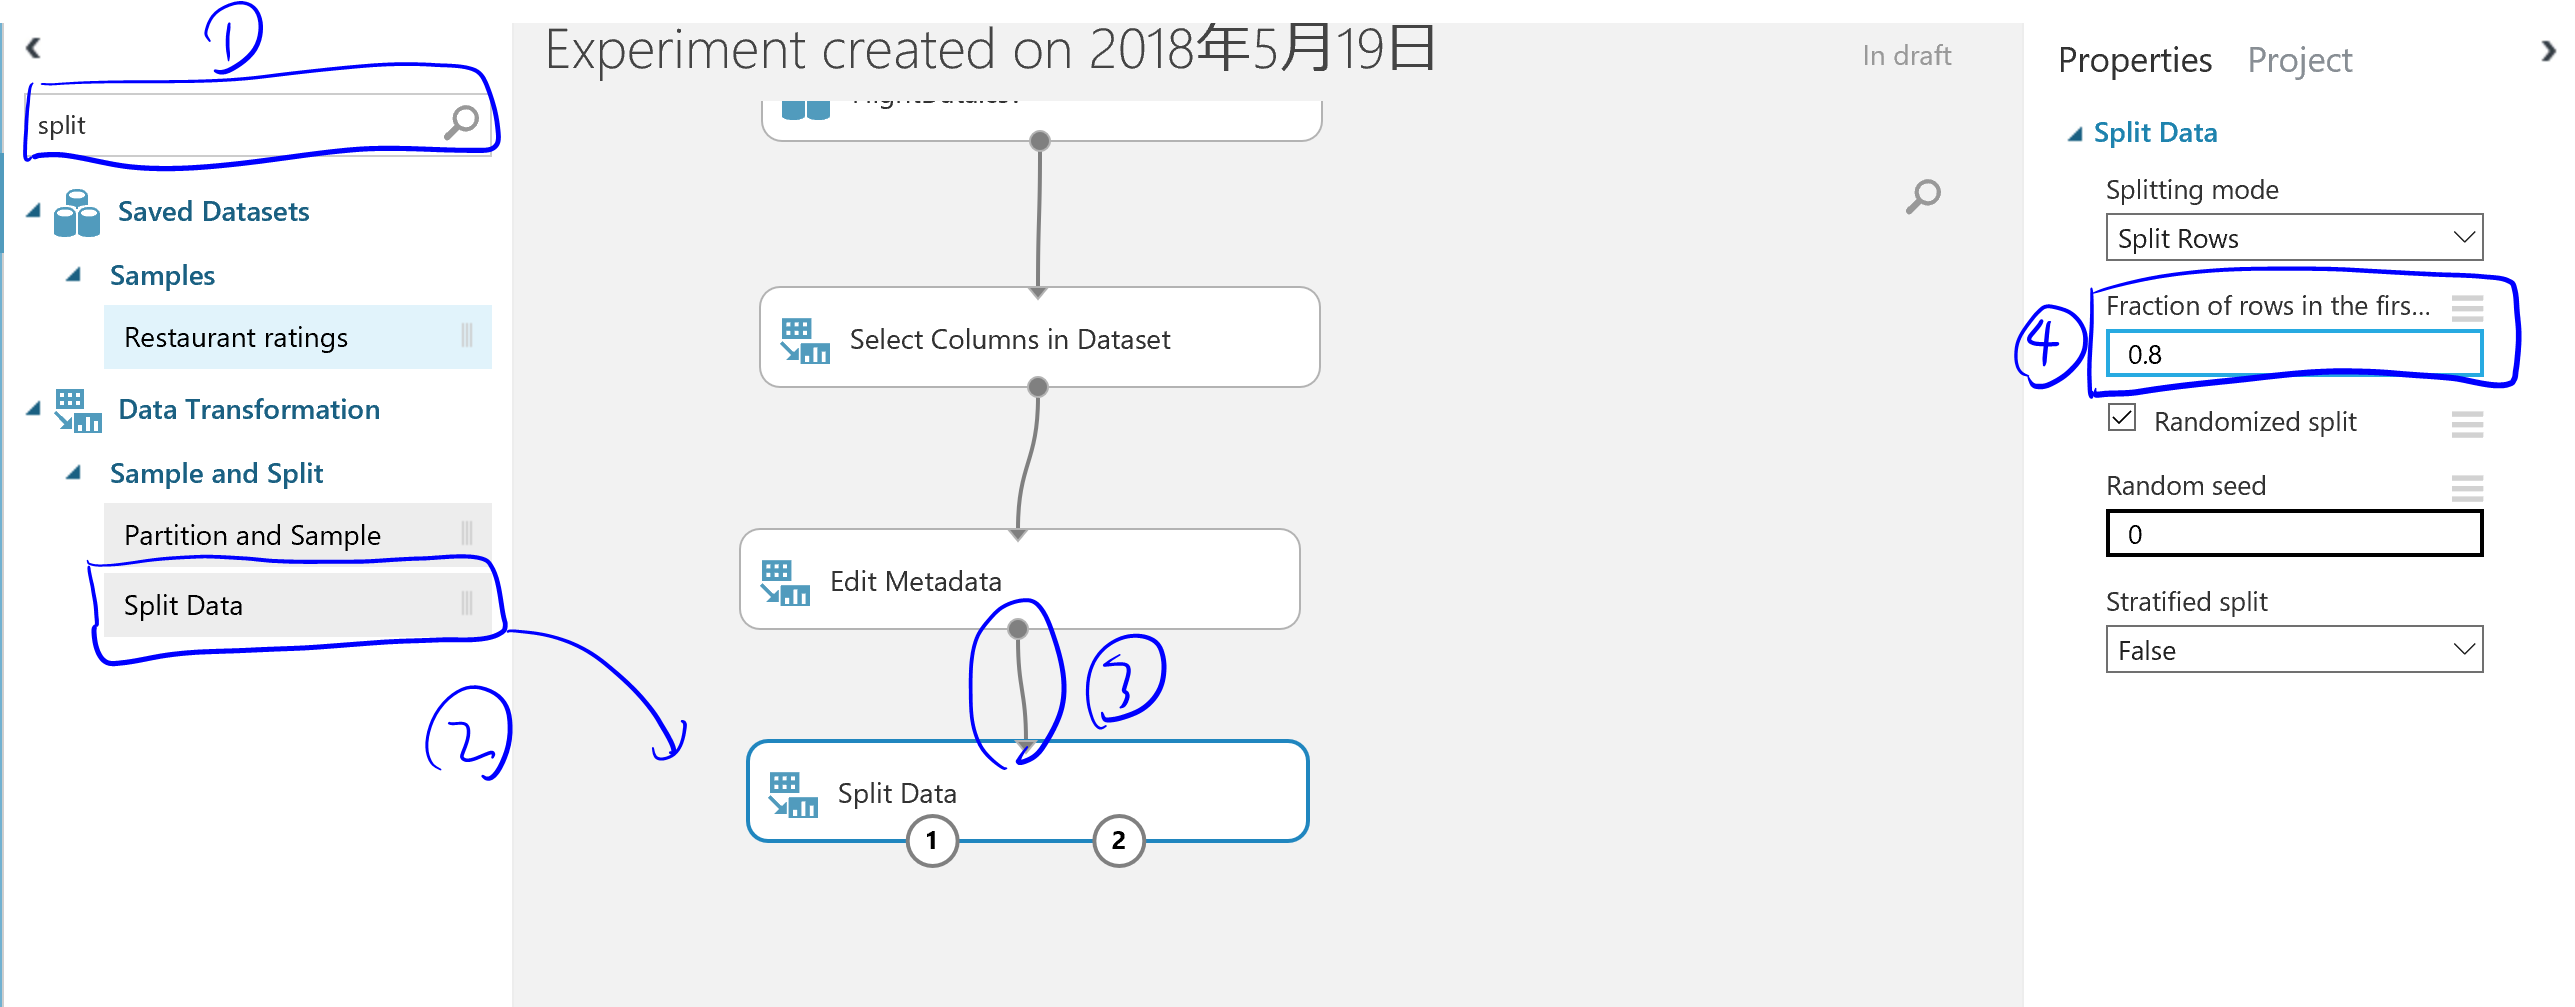 1
split
Saved Datasets
Samples
Restaurant ratings
Data Transformation
Sample and Split
Partition and Sample
Split Data
2
Experiment created on 2018年5月19日
In draft
Select Columns in Dataset
Edit Metadata
3
Split Data
1 2
Properties Project
Split Data
Splitting mode
Split Rows
4
Fraction of rows in the firs...
0.8
Randomized split
Random seed
0
Stratified split
False